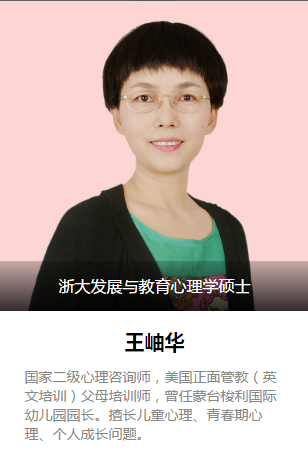 浙大发展与教育心理学硕士
王岫华
国家二级心理咨询师，美国正面管教（英
文培训）父母培训师，曾任蒙台梭利国际
幼儿园园长。擅长儿童心理、青春期心
理、个人成长问题。